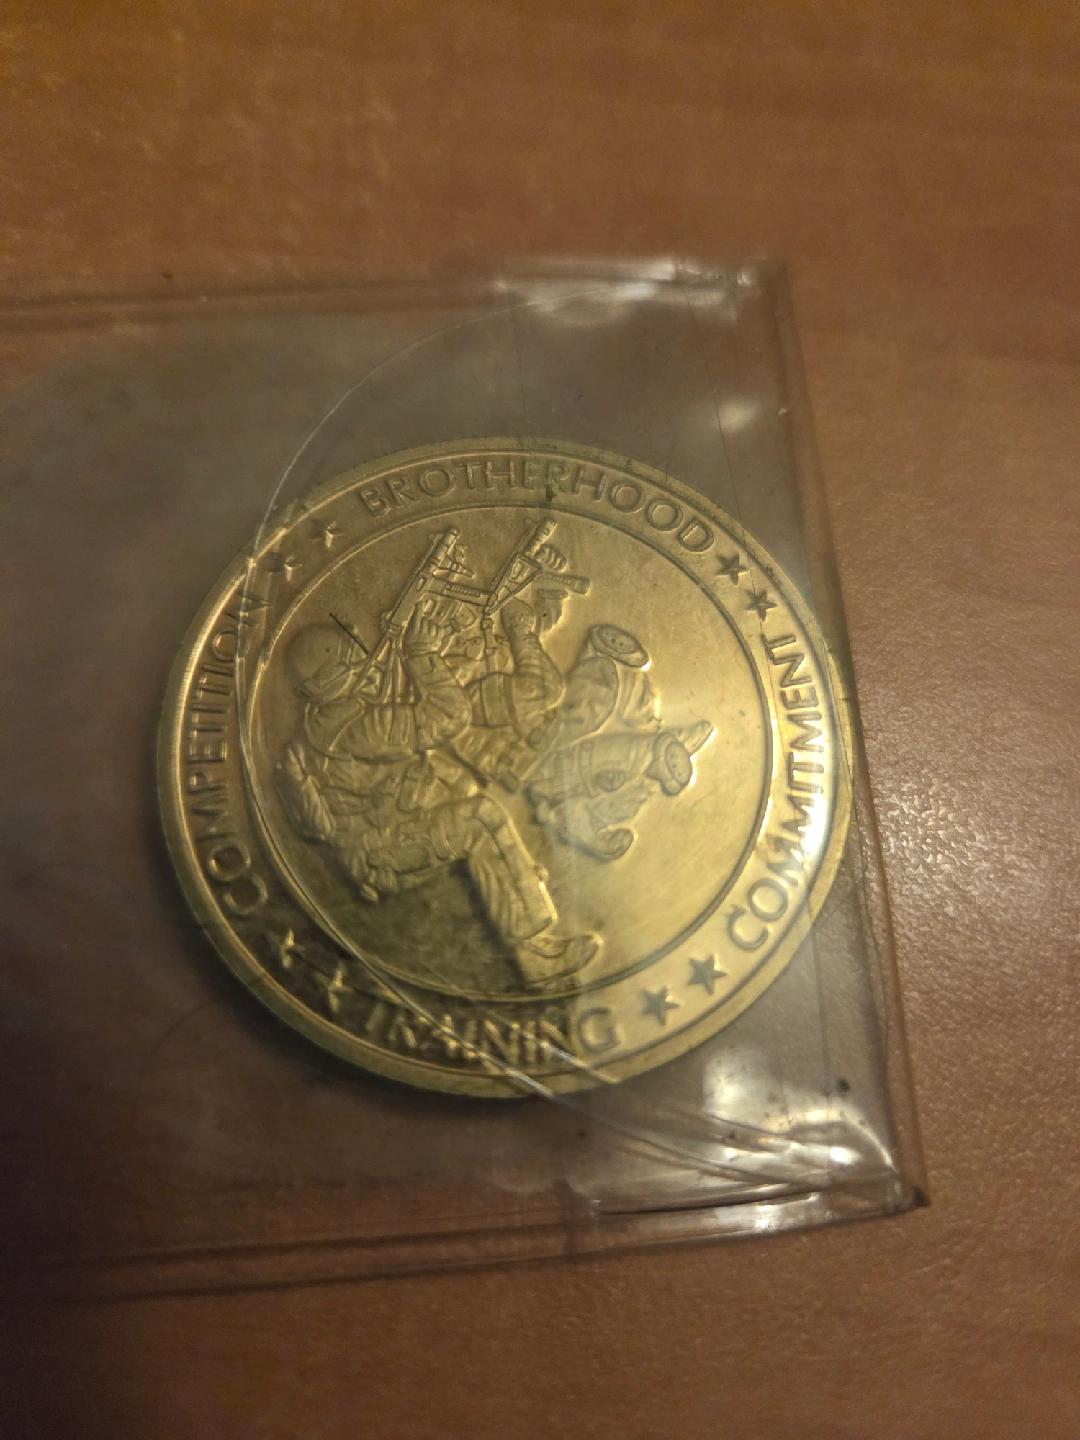 BROTHERHOOD
COMMITMENT
TRAINING
COMPETITION